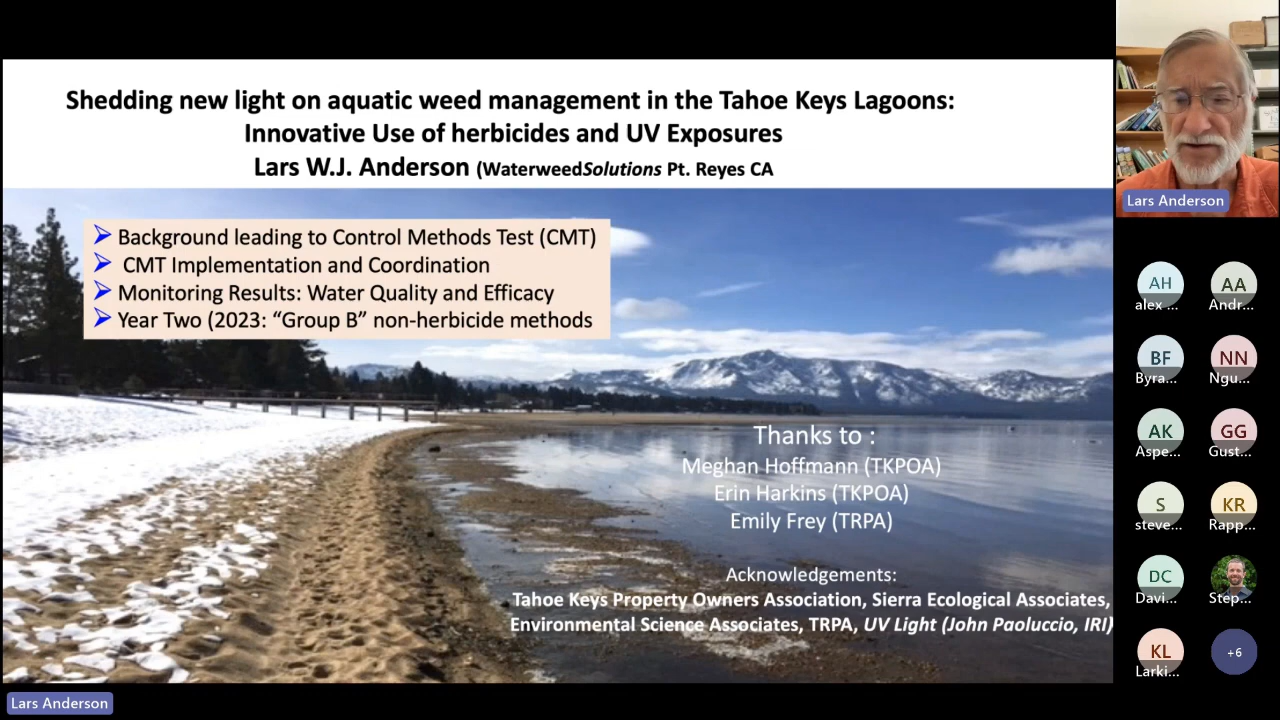 Shedding new light on aquatic weed management in the Tahoe Keys Lagoons:
Innovative Use of herbicides and UV Exposures
Lars W.J. Anderson (WaterweedSolutions Pt. Reyes CA
Background leading to Control Methods Test (CMT)
CMT Implementation and Coordination
Monitoring Results: Water Quality and Efficacy
Year Two (2023: “Group B” non-herbicide methods
Thanks to :
Meghan Hoffmann (TKPOA)
Erin Harkins (TKPOA)
Emily Frey (TRPA)
Acknowledgements:
Tahoe Keys Property Owners Association, Sierra Ecological Associates,
Environmental Science Associates, TRPA, UV Light (John Paoluccio, IRI)
Lars Anderson
Lars Anderson
AH
alex ...
AA
Andr...
BF
Byra...
NN
Ngu...
AK
Aspe...
GG
Gust...
S
steve...
KR
Rapp...
DC
Davi...
Step...
KL
Larki...
+6